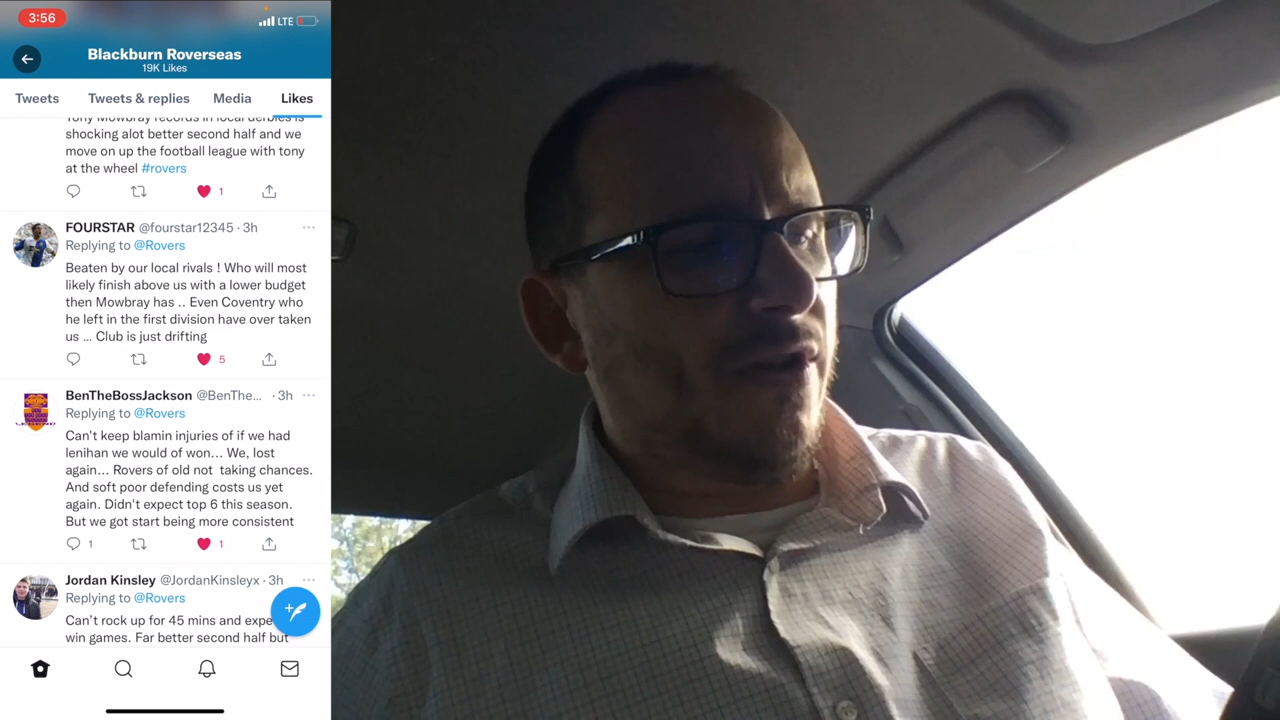 3:56
LTE
Blackburn Roverseas
19K Likes
Tweets Tweets & replies Media Likes
Tony Mowbray records in local derbies is
shocking alot better second half and we
move on up the football league with tony
at the wheel #rovers
1
FOURSTAR @fourstar12345 · 3h
Replying to @Rovers
Beaten by our local rivals ! Who will most
likely finish above us with a lower budget
then Mowbray has .. Even Coventry who
he left in the first division have over taken
us ... Club is just drifting
5
BenTheBossJackson @BenThe... · 3h
Replying to @Rovers
Can't keep blamin injuries of if we had
lenihan we would of won... We, lost
again... Rovers of old not taking chances.
And soft poor defending costs us yet
again. Didn't expect top 6 this season.
But we got start being more consistent
1 1
Jordan Kinsley @JordanKinsleyx · 3h
Replying to @Rovers
Can't rock up for 45 mins and expe
win games. Far better second half but